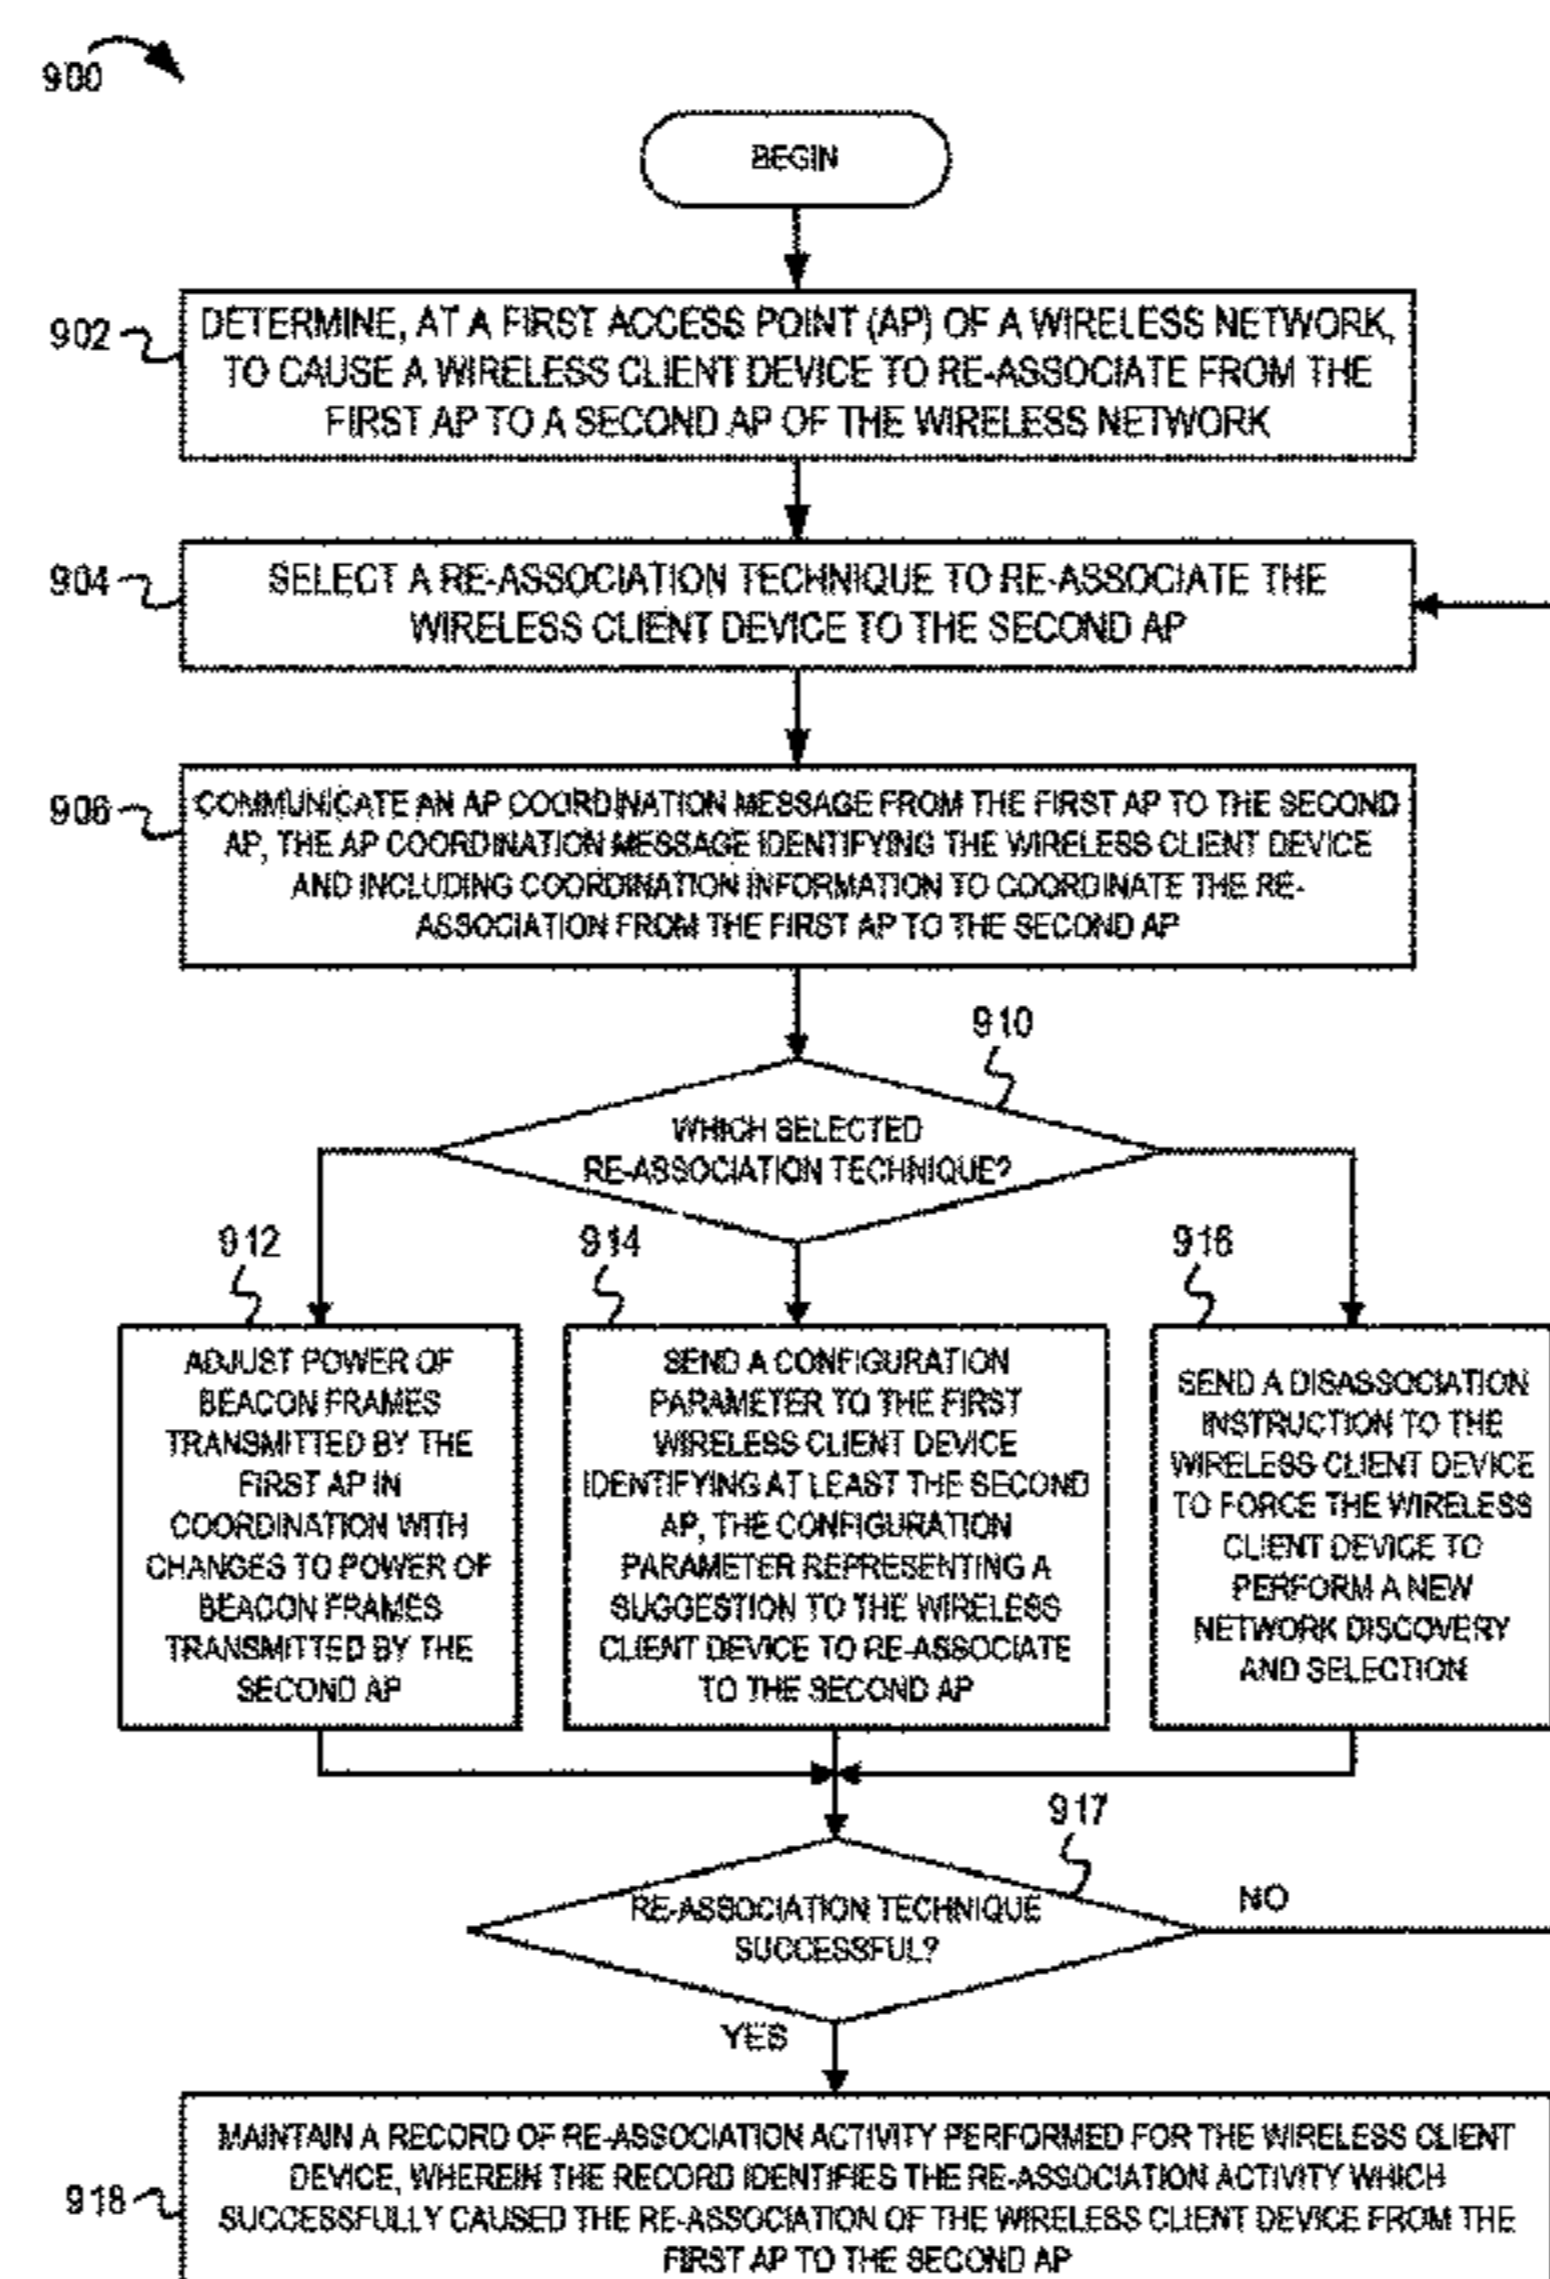 900
BEGIN
902
DETERMINE, AT A FIRST ACCESS POINT (AP) OF A WIRELESS NETWORK,
TO CAUSE A WIRELESS CLIENT DEVICE TO RE-ASSOCIATE FROM THE
FIRST AP TO A SECOND AP OF THE WIRELESS NETWORK
904
SELECT A RE-ASSOCIATION TECHNIQUE TO RE-ASSOCIATE THE
WIRELESS CLIENT DEVICE TO THE SECOND AP
906
COMMUNICATE AN AP COORDINATION MESSAGE FROM THE FIRST AP TO THE SECOND
AP, THE AP COORDINATION MESSAGE IDENTIFYING THE WIRELESS CLIENT DEVICE
AND INCLUDING COORDINATION INFORMATION TO COORDINATE THE RE-
ASSOCIATION FROM THE FIRST AP TO THE SECOND AP
910
WHICH SELECTED
RE-ASSOCIATION TECHNIQUE?
912
ADJUST POWER OF
BEACON FRAMES
TRANSMITTED BY THE
FIRST AP IN
COORDINATION WITH
CHANGES TO POWER OF
BEACON FRAMES
TRANSMITTED BY THE
SECOND AP
914
SEND A CONFIGURATION
PARAMETER TO THE FIRST
WIRELESS CLIENT DEVICE
IDENTIFYING AT LEAST THE SECOND
AP, THE CONFIGURATION
PARAMETER REPRESENTING A
SUGGESTION TO THE WIRELESS
CLIENT DEVICE TO RE-ASSOCIATE
TO THE SECOND AP
916
SEND A DISASSOCIATION
INSTRUCTION TO THE
WIRELESS CLIENT DEVICE
TO FORCE THE WIRELESS
CLIENT DEVICE TO
PERFORM A NEW
NETWORK DISCOVERY
AND SELECTION
917
RE-ASSOCIATION TECHNIQUE
SUCCESSFUL?
NO
YES
918
MAINTAIN A RECORD OF RE-ASSOCIATION ACTIVITY PERFORMED FOR THE WIRELESS CLIENT
DEVICE, WHEREIN THE RECORD IDENTIFIES THE RE-ASSOCIATION ACTIVITY WHICH
SUCCESSFULLY CAUSED THE RE-ASSOCIATION OF THE WIRELESS CLIENT DEVICE FROM THE
FIRST AP TO THE SECOND AP